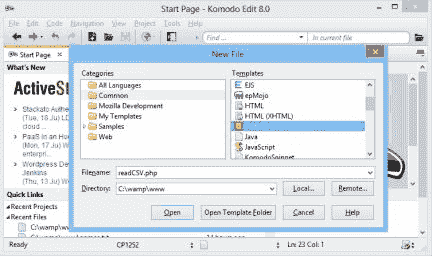 Start Page - Komodo Edit 8.0
File Edit Code Navigation View Project Tools Help
Find ... in Current file
Start Page
What's New
ActiveSt
Stackato Authent
(Tue, 18 Ju) LD
cloud ...
PaaS in an Hu
(Mon, 17 Ju) W
enterpri...
Wordpress De
Jenkins
(Thu, 13 Ju) W
Quick Links
Recent Projects
Recent Files
New File
Categories
All Languages
Common
Mozilla Development
My Templates
Samples
Web
Templates
EJS
epMojo
HTML
HTML (XHTML)
Java
JavaScript
KomodoSnippet
Filename: readCSV.php
Directory: C:\wamp\www
Local... Remote...
Open Open Template Folder Cancel Help
Ready CP1252 Ln 23 Col 1